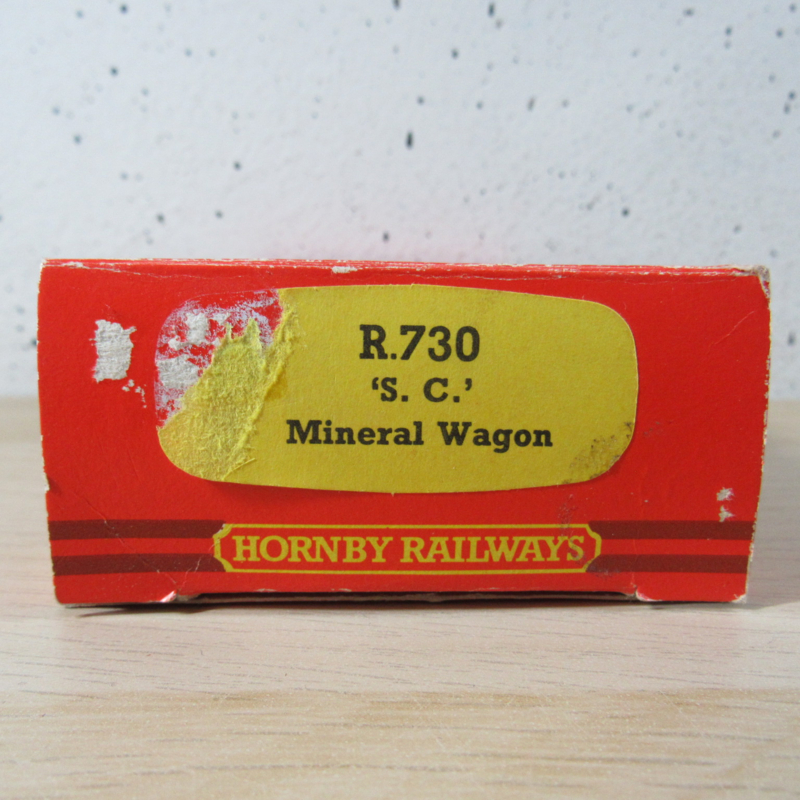 R.730
‘S. C.’
Mineral Wagon
HORNBY RAILWAYS